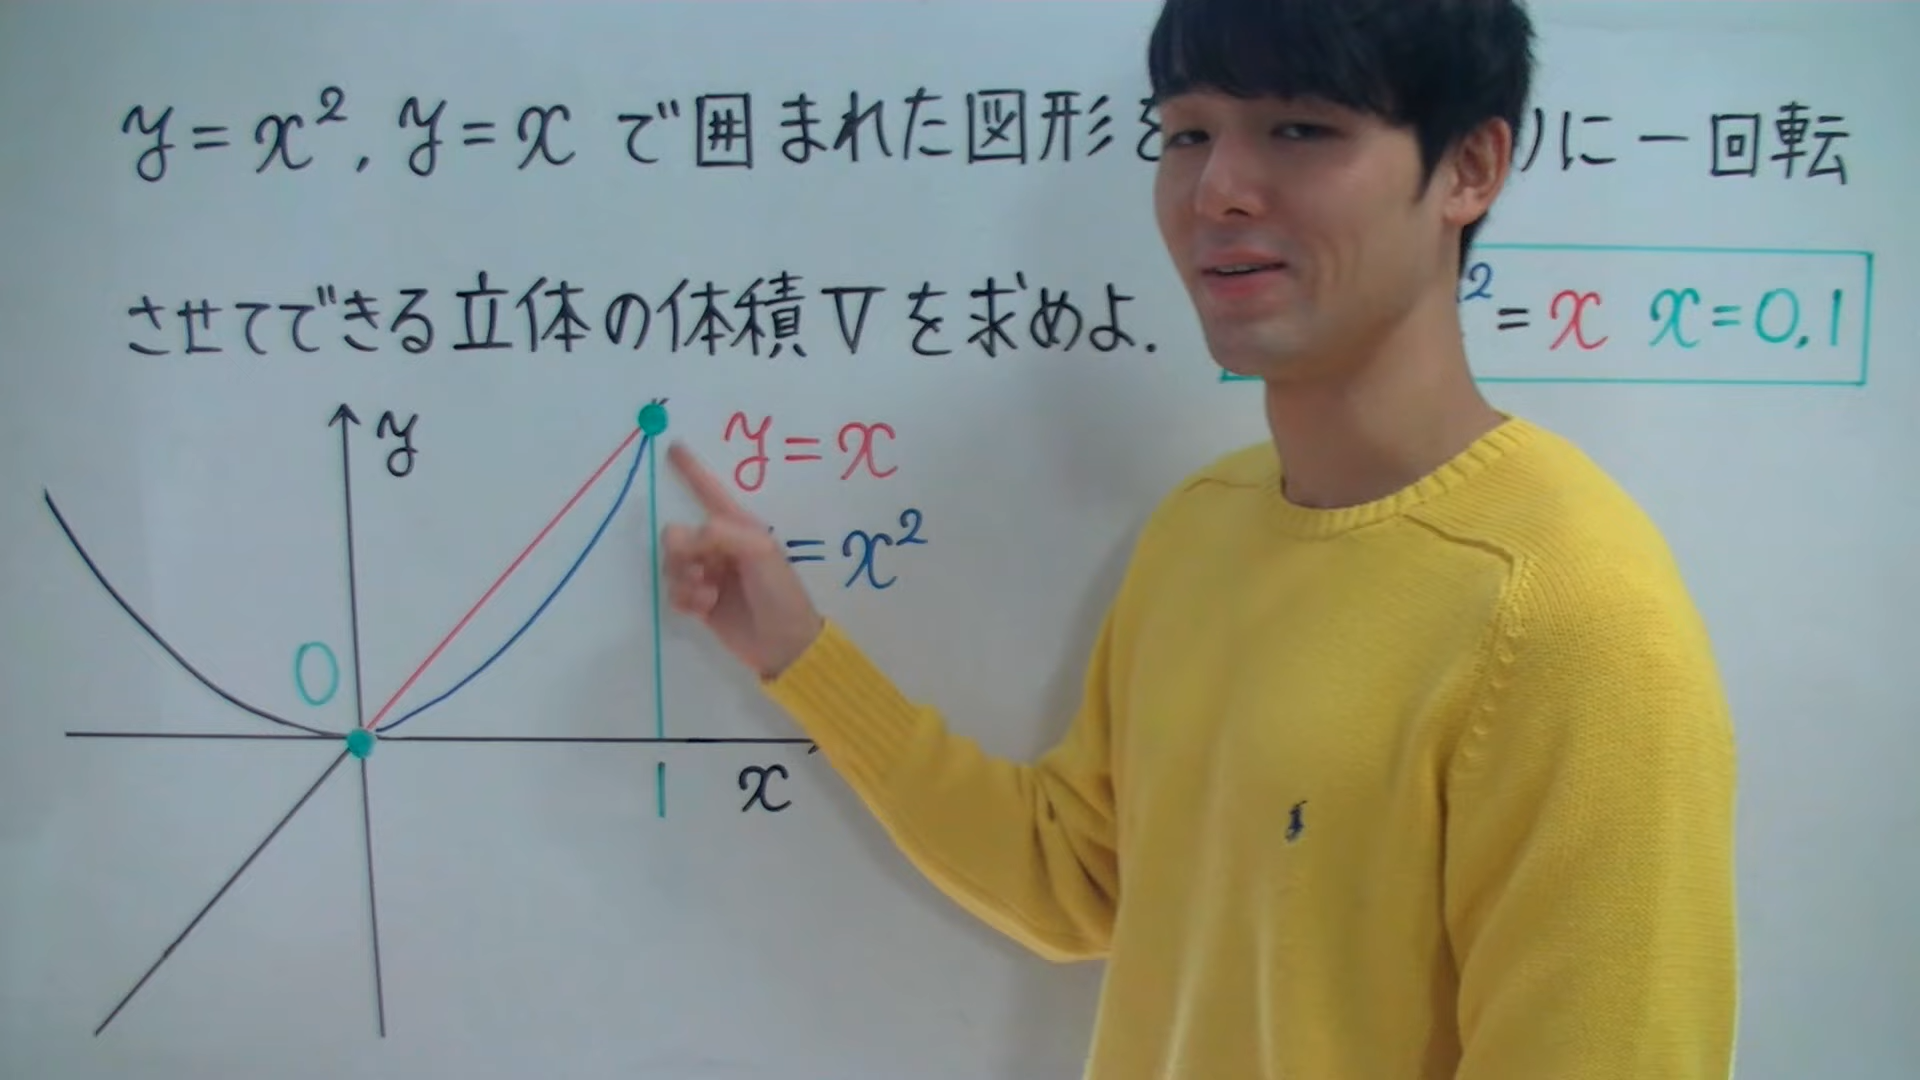 y=x², y=x で囲まれた図形を りに一回転
させてできる立体の体積Vを求めよ.
² = x x=0,1
y
y=x
= x²
0
1
x